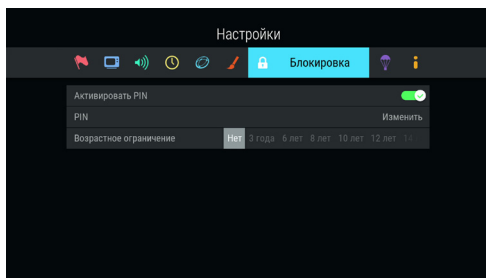 Настройки
Блокировка
Активировать PIN
PIN Изменить
Возрастное ограничение Нет 3 года 6 лет 8 лет 10 лет 12 лет 14